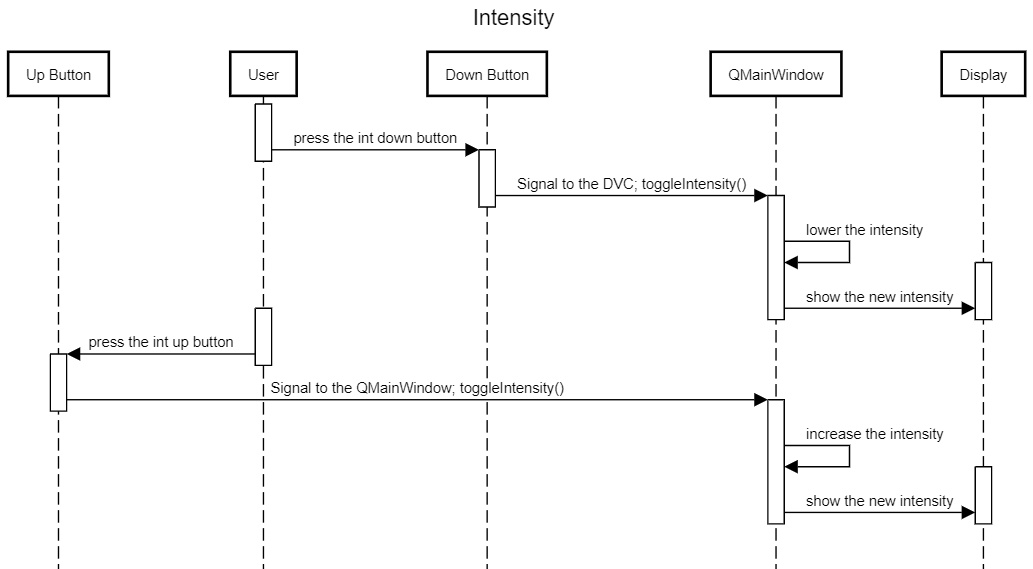 Intensity
Up Button
User
Down Button
QMainWindow
Display
press the int down button
Signal to the DVC; toggleIntensity()
lower the intensity
show the new intensity
press the int up button
Signal to the QMainWindow; toggleIntensity()
increase the intensity
show the new intensity